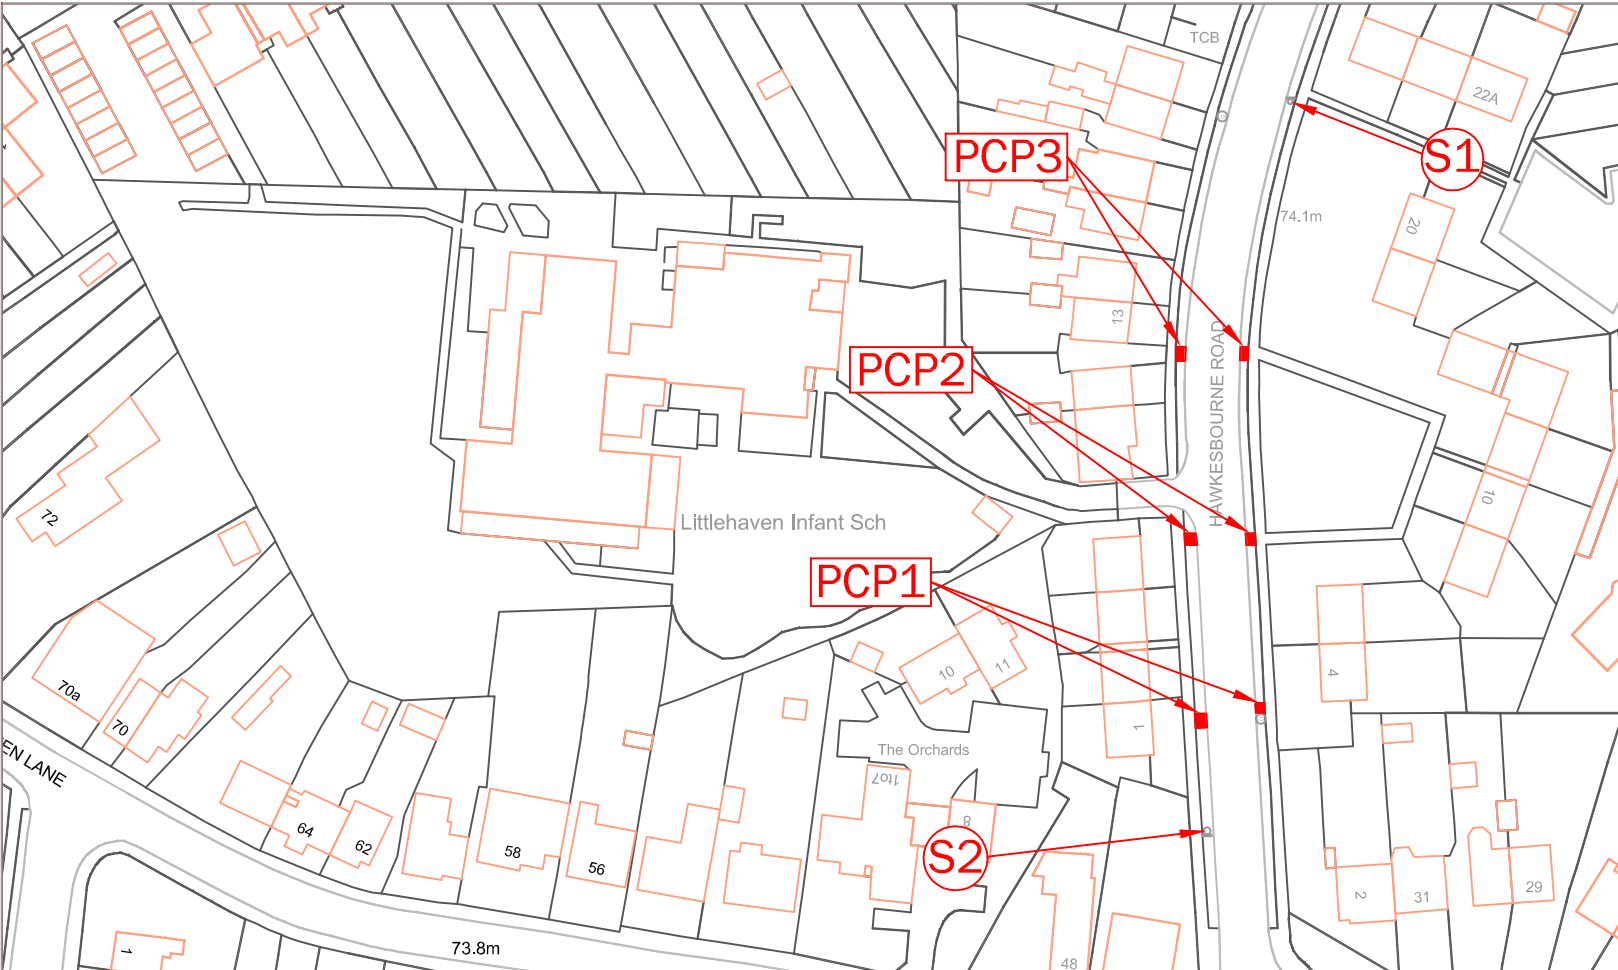 TCB
22A
PCP3
S1
20
74.1m
13
HAWKESBOURNE ROAD
PCP2
10
72
Littlehaven Infant Sch
PCP1
10
11
4
70a
70
1
The Orchards
EN LANE
1to7
8
64
62
58
56
S2
2
31
29
73.8m
1
48